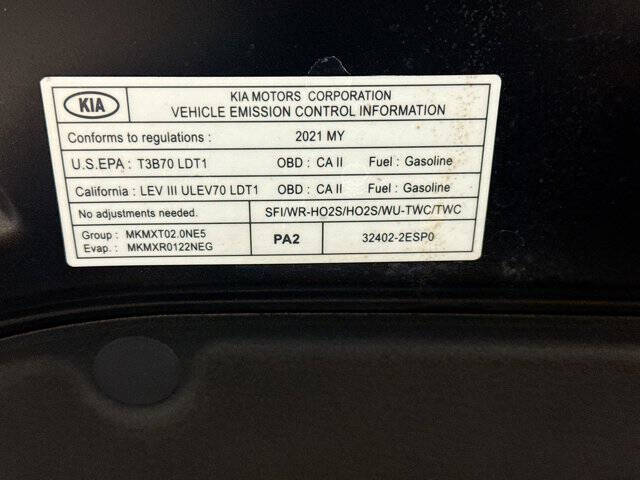 KIA
KIA MOTORS CORPORATION
VEHICLE EMISSION CONTROL INFORMATION
Conforms to regulations : 2021 MY
U.S.EPA : T3B70 LDT1 OBD : CA II Fuel : Gasoline
California : LEV III ULEV70 LDT1 OBD : CA II Fuel : Gasoline
No adjustments needed. SFI/WR-HO2S/HO2S/WU-TWC/TWC
Group : MKMXT02.0NE5
Evap. : MKMXR0122NEG
PA2 32402-2ESP0